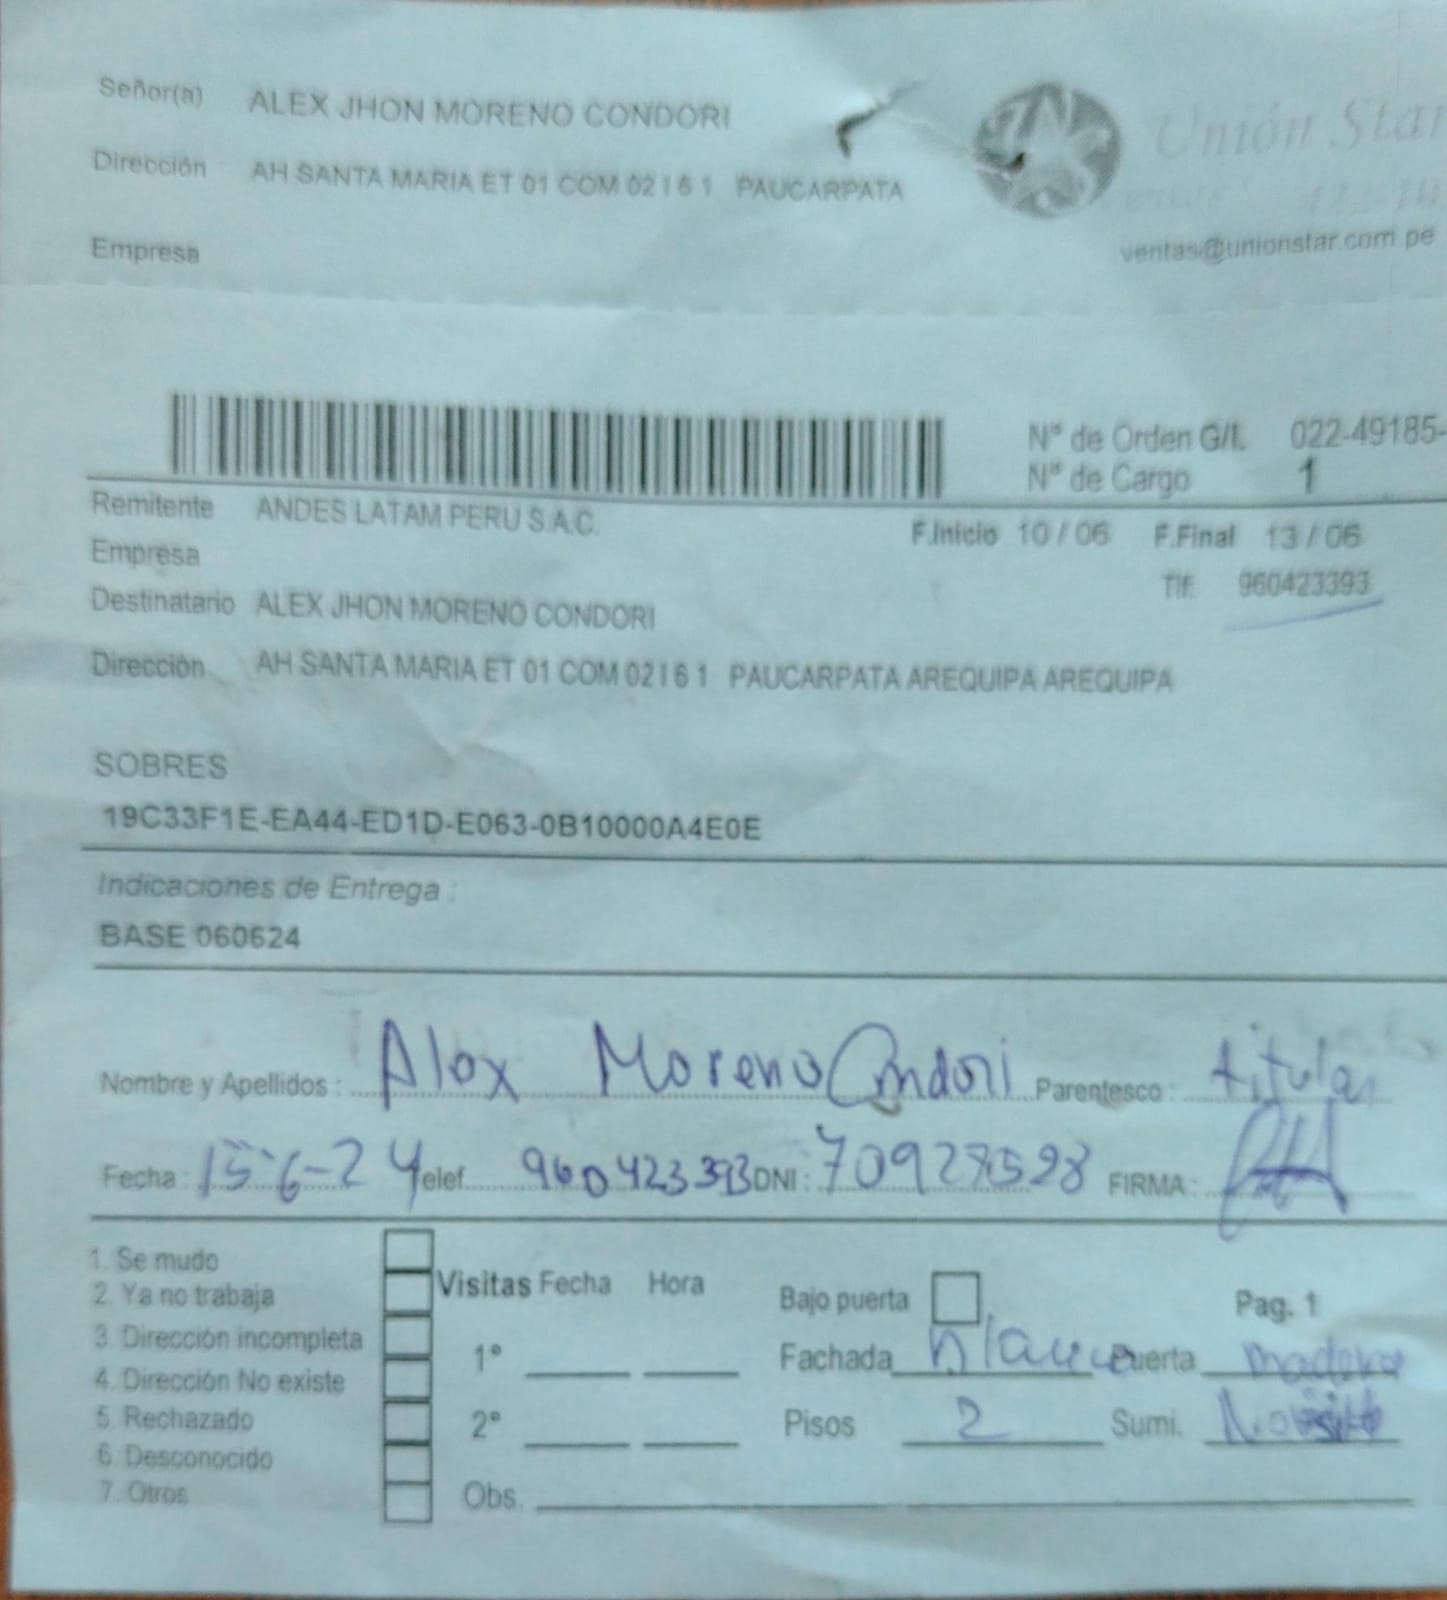 Señor(a) ALEX JHON MORENO CONDORI
Unión Star
Dirección AH SANTA MARIA ET 01 COM 02 I 6 1 PAUCARPATA
ventas@unionstar.com.pe
Empresa
Nº de Orden G/I. 022-49185-
Nº de Cargo 1
Remitente ANDES LATAM PERU S.A.C.
F.Inicio 10 / 06 F.Final 13 / 06
Empresa
Tlf. 960423393
Destinatario ALEX JHON MORENO CONDORI
Dirección AH SANTA MARIA ET 01 COM 02 I 6 1 PAUCARPATA AREQUIPA AREQUIPA
SOBRES
19C33F1E-EA44-ED1D-E063-0B10000A4E0E
Indicaciones de Entrega :
BASE 060624
Nombre y Apellidos : Alex Moreno Condori Parentesco : titular
Fecha : 15-6-24 Telef. 960423393 DNI : 70927598 FIRMA :
1. Se mudo
2. Ya no trabaja
3. Dirección incompleta
4. Dirección No existe
5. Rechazado
6. Desconocido
7. Otros
Visitas Fecha Hora
1º
2º
Obs.
Bajo puerta Pag. 1
Fachada blanco Puerta madera
Pisos 2 Sumi.